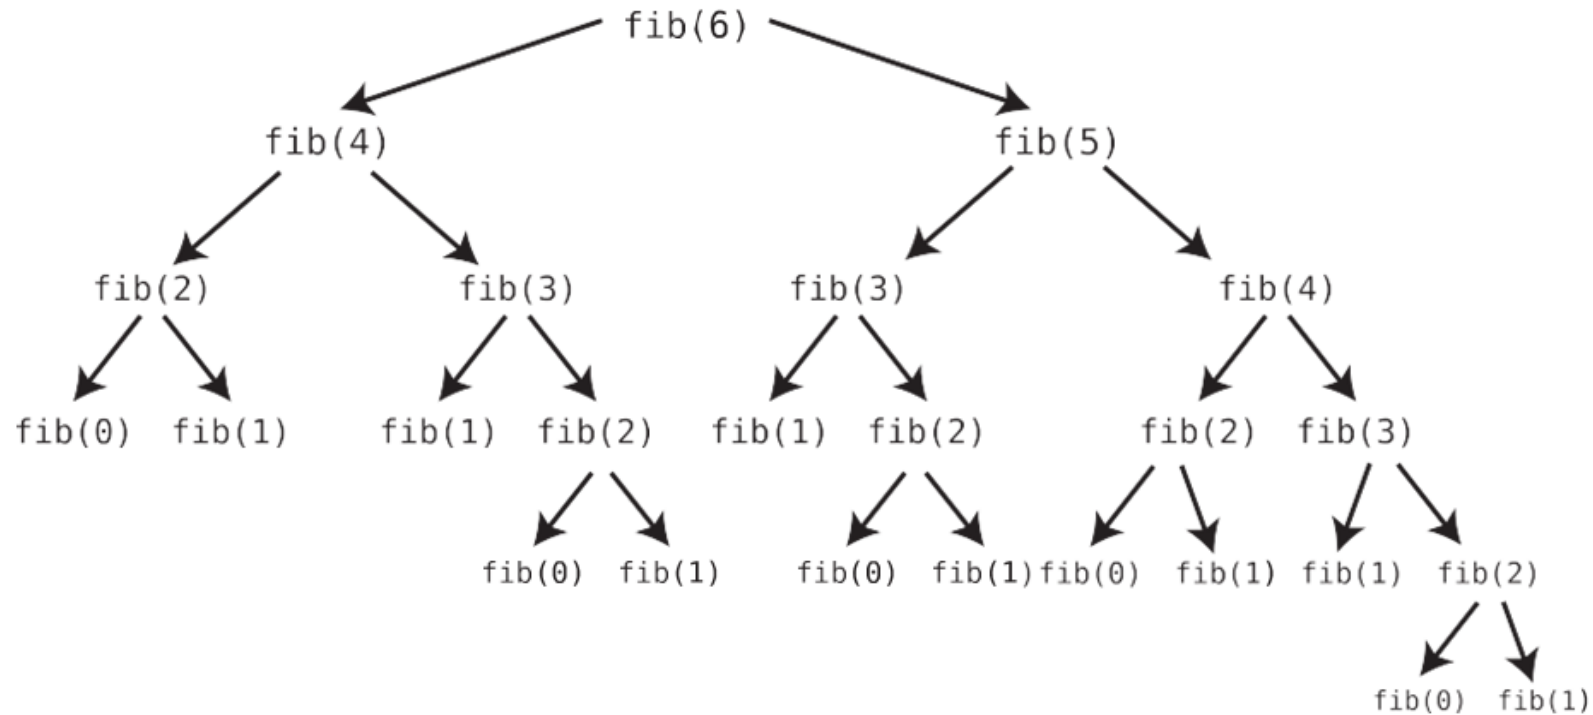 fib(6)
fib(4) fib(5)
fib(2) fib(3) fib(3) fib(4)
fib(0) fib(1) fib(1) fib(2) fib(1) fib(2) fib(2) fib(3)
fib(0) fib(1) fib(0) fib(1) fib(0) fib(1) fib(1) fib(2)
fib(0) fib(1)